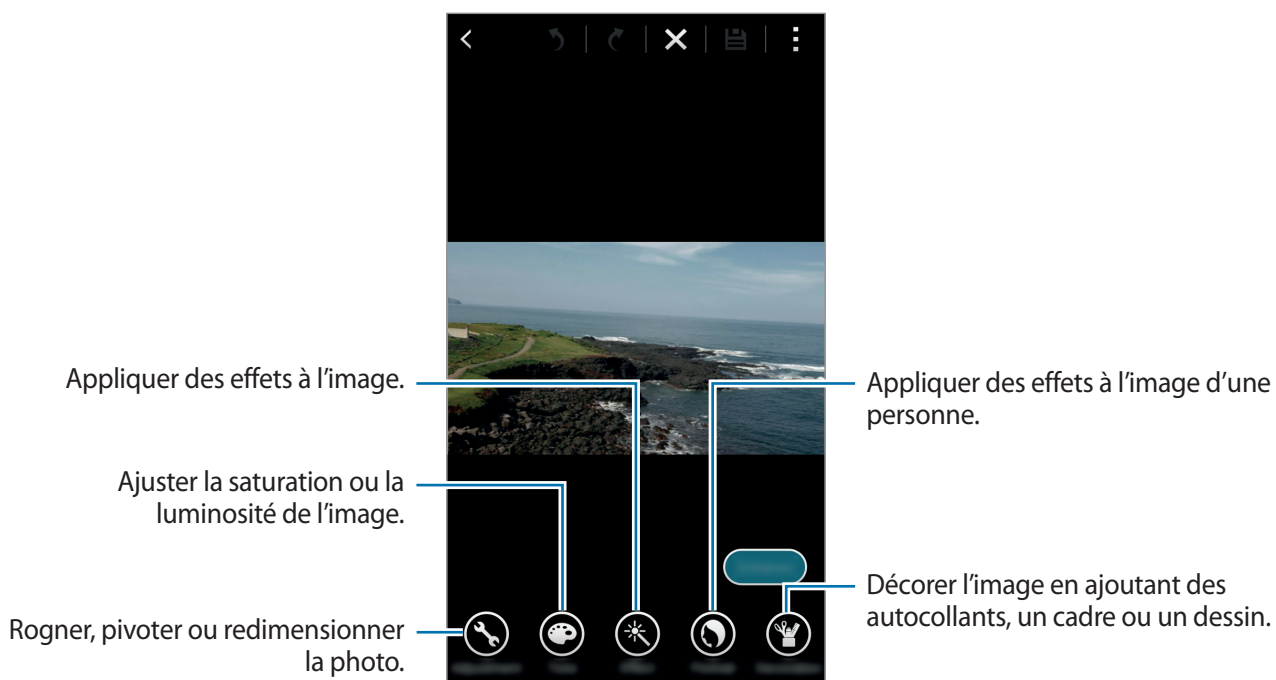 Appliquer des effets à l’image.
Ajuster la saturation ou la
luminosité de l’image.
Rogner, pivoter ou redimensionner
la photo.
Appliquer des effets à l’image d’une
personne.
Décorer l’image en ajoutant des
autocollants, un cadre ou un dessin.